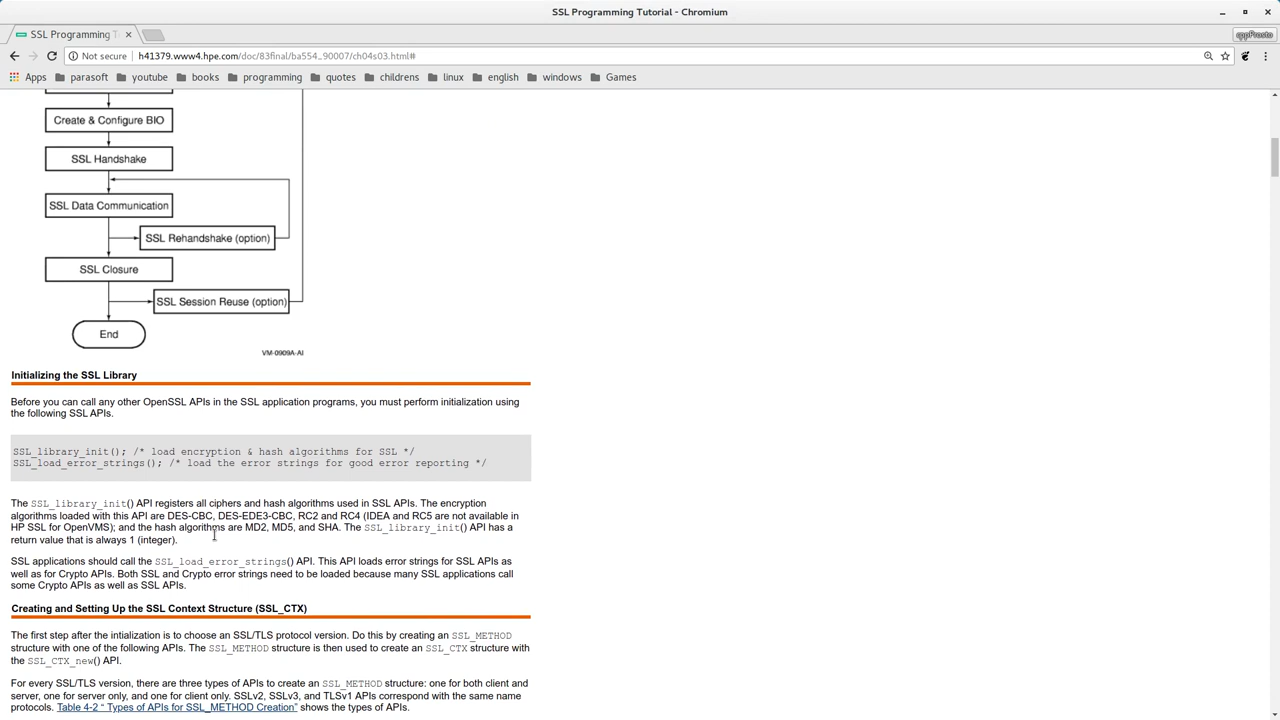 SSL Programming Tutorial - Chromium
SSL Programming T
cppProsto
Not secure h41379.www4.hpe.com/doc/83final/ba554_90007/ch04s03.html#
Apps parasoft youtube books programming quotes childrens linux english windows Games
Create & Configure BIO
SSL Handshake
SSL Data Communication
SSL Rehandshake (option)
SSL Closure
SSL Session Reuse (option)
End
VM-0909A-AI
Initializing the SSL Library
Before you can call any other OpenSSL APIs in the SSL application programs, you must perform initialization using
the following SSL APIs.
SSL_library_init(); /* load encryption & hash algorithms for SSL */
SSL_load_error_strings(); /* load the error strings for good error reporting */
The SSL_library_init() API registers all ciphers and hash algorithms used in SSL APIs. The encryption
algorithms loaded with this API are DES-CBC, DES-EDE3-CBC, RC2 and RC4 (IDEA and RC5 are not available in
HP SSL for OpenVMS); and the hash algorithms are MD2, MD5, and SHA. The SSL_library_init() API has a
return value that is always 1 (integer).
SSL applications should call the SSL_load_error_strings() API. This API loads error strings for SSL APIs as
well as for Crypto APIs. Both SSL and Crypto error strings need to be loaded because many SSL applications call
some Crypto APIs as well as SSL APIs.
Creating and Setting Up the SSL Context Structure (SSL_CTX)
The first step after the intialization is to choose an SSL/TLS protocol version. Do this by creating an SSL_METHOD
structure with one of the following APIs. The SSL_METHOD structure is then used to create an SSL_CTX structure with
the SSL_CTX_new() API.
For every SSL/TLS version, there are three types of APIs to create an SSL_METHOD structure: one for both client and
server, one for server only, and one for client only. SSLv2, SSLv3, and TLSv1 APIs correspond with the same name
protocols. Table 4-2 “ Types of APIs for SSL_METHOD Creation” shows the types of APIs.